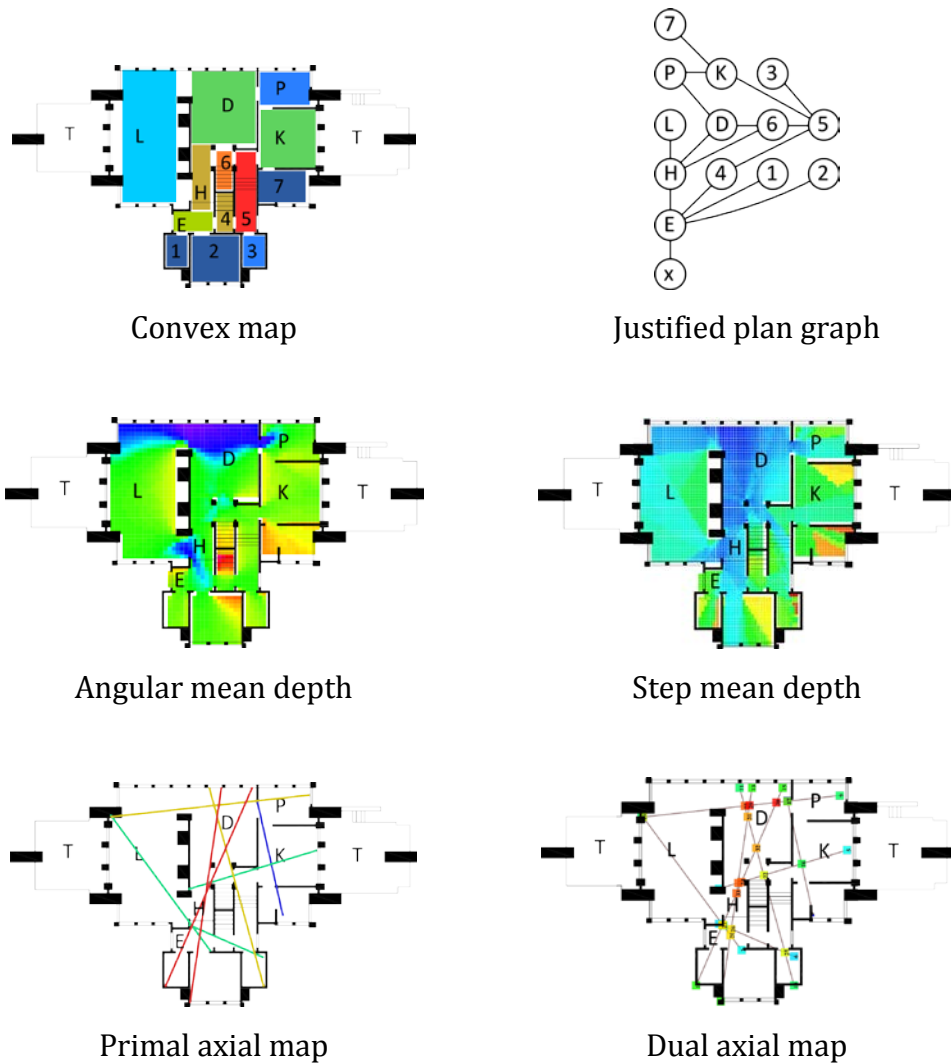 7
P K 3
L D 6 5
H 4 1 2
E
x
P
D
T L K T
6
H 7
E 4 5
1 2 3
Convex map Justified plan graph
P P
D D
T L K T T L K T
H H
E E
Angular mean depth Step mean depth
P P
D D
T L K T T L K T
H H
E E
Primal axial map Dual axial map